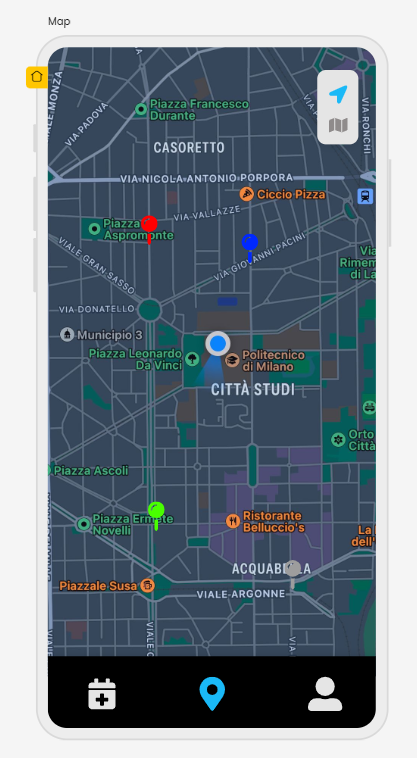 Map
VIALE MONZA
VIA PADOVA
Piazza Francesco
Durante
VIA RONCHI
CASORETTO
VIA NICOLA ANTONIO PORPORA
Ciccio Pizza
VIA VALLAZZE
Piazza
Aspromonte
VIALE GRAN SASSO
VIA GIOVANNI PACINI
Via
Rimem
di La
VIA DONATELLO
Municipio 3
Piazza Leonardo
Da Vinci
Politecnico
di Milano
CITTÀ STUDI
Orto
Città
Piazza Ascoli
Piazza Ermete
Novelli
Ristorante
Belluccio's
La
dell'
ACQUABELLA
Piazzale Susa
VIALE ARGONNE
VIALE
VIA